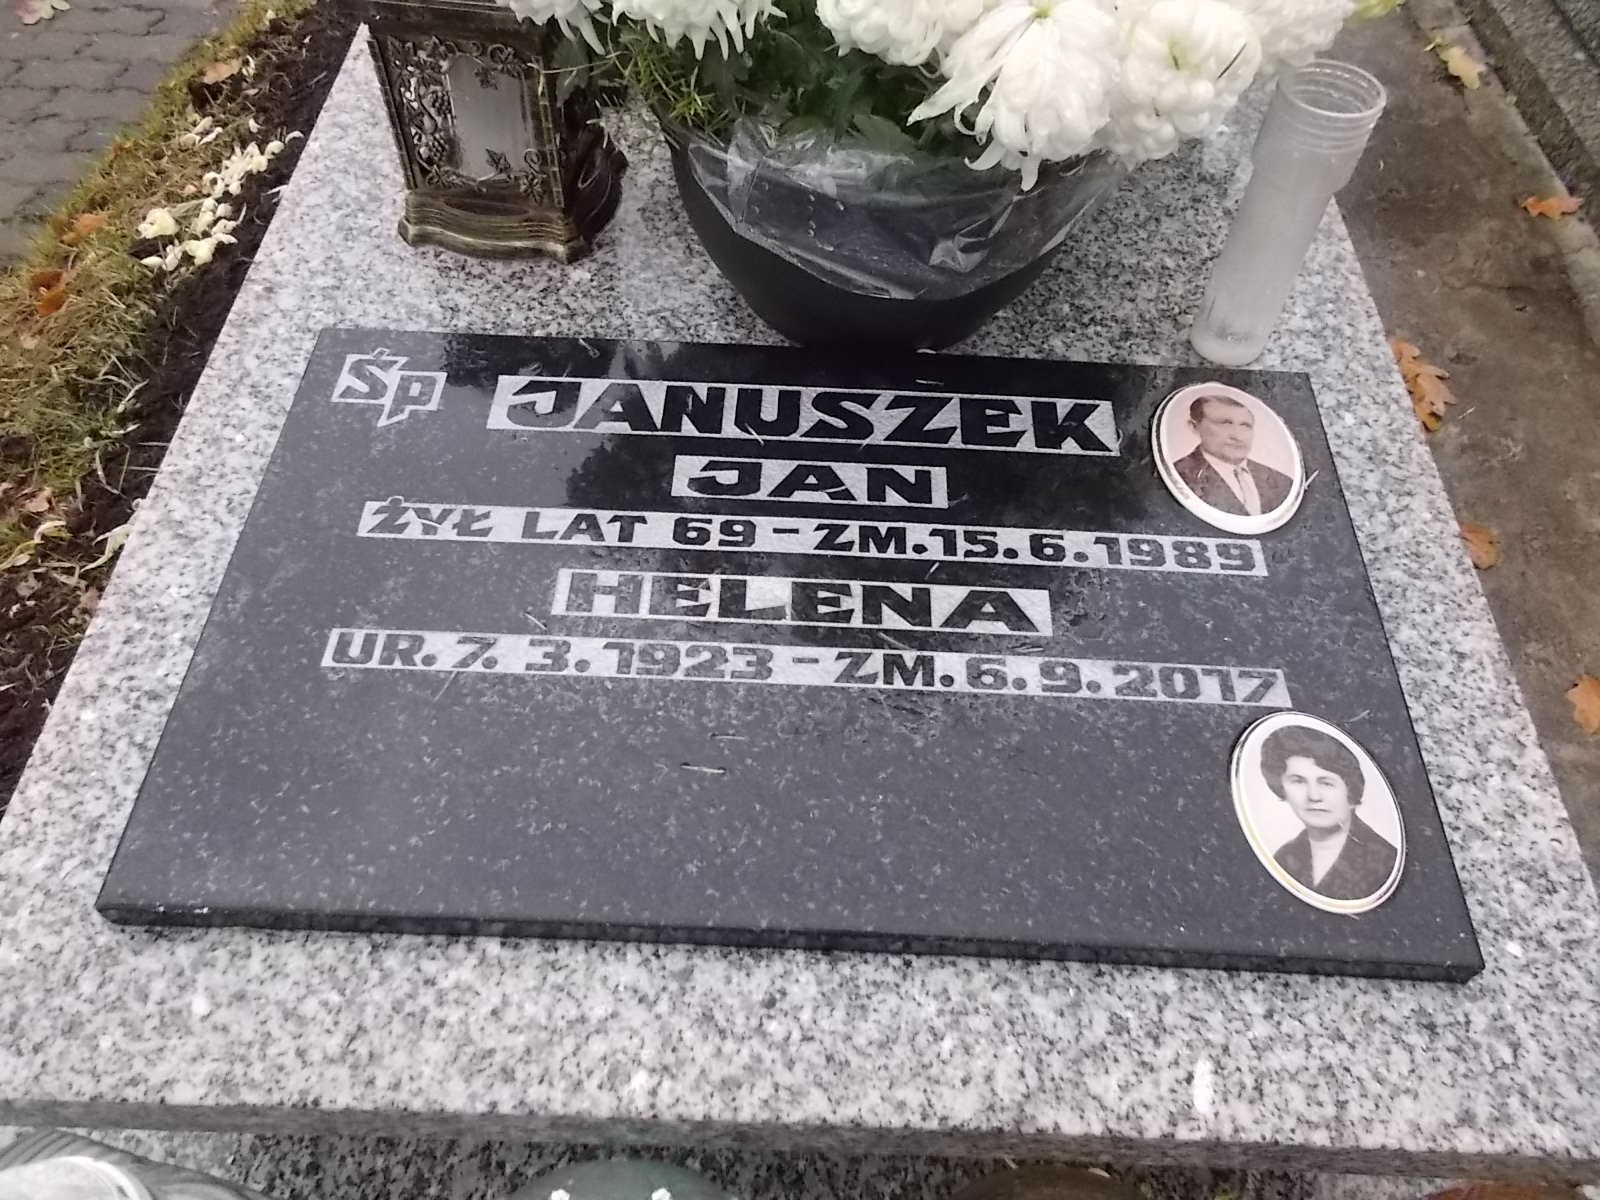 Śp JANUSZEK
JAN
ŻYŁ LAT 69 - ZM. 15. 6. 1989
HELENA
UR. 7. 3. 1923 - ZM. 6. 9. 2017